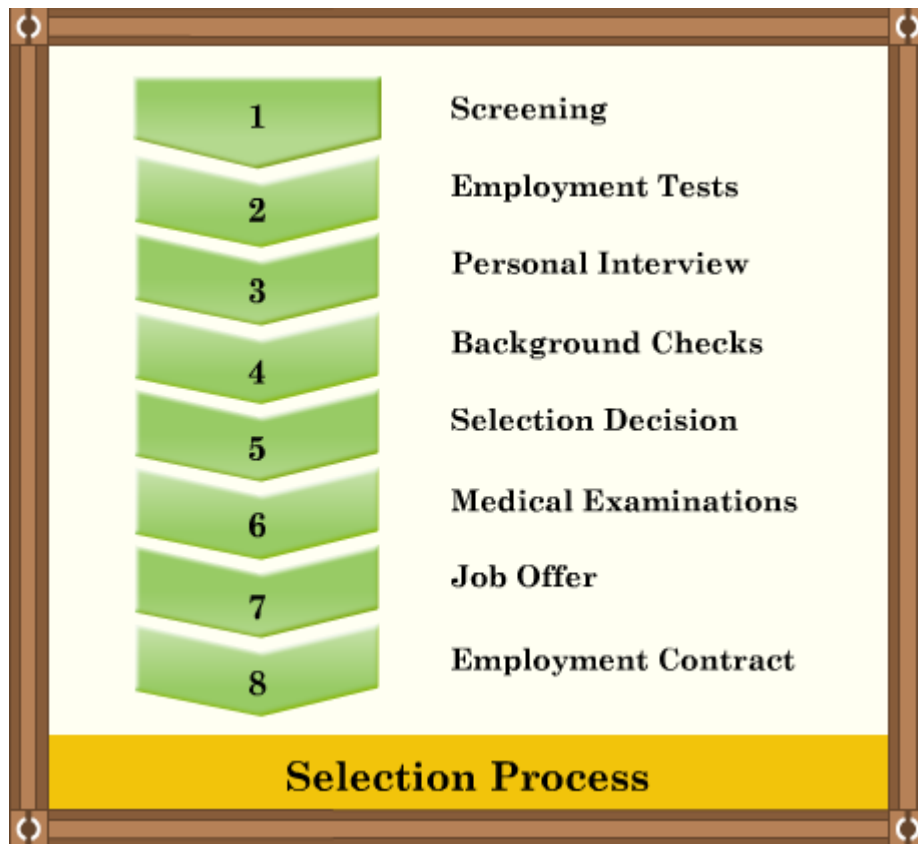 1 Screening
2 Employment Tests
3 Personal Interview
4 Background Checks
5 Selection Decision
6 Medical Examinations
7 Job Offer
8 Employment Contract
Selection Process